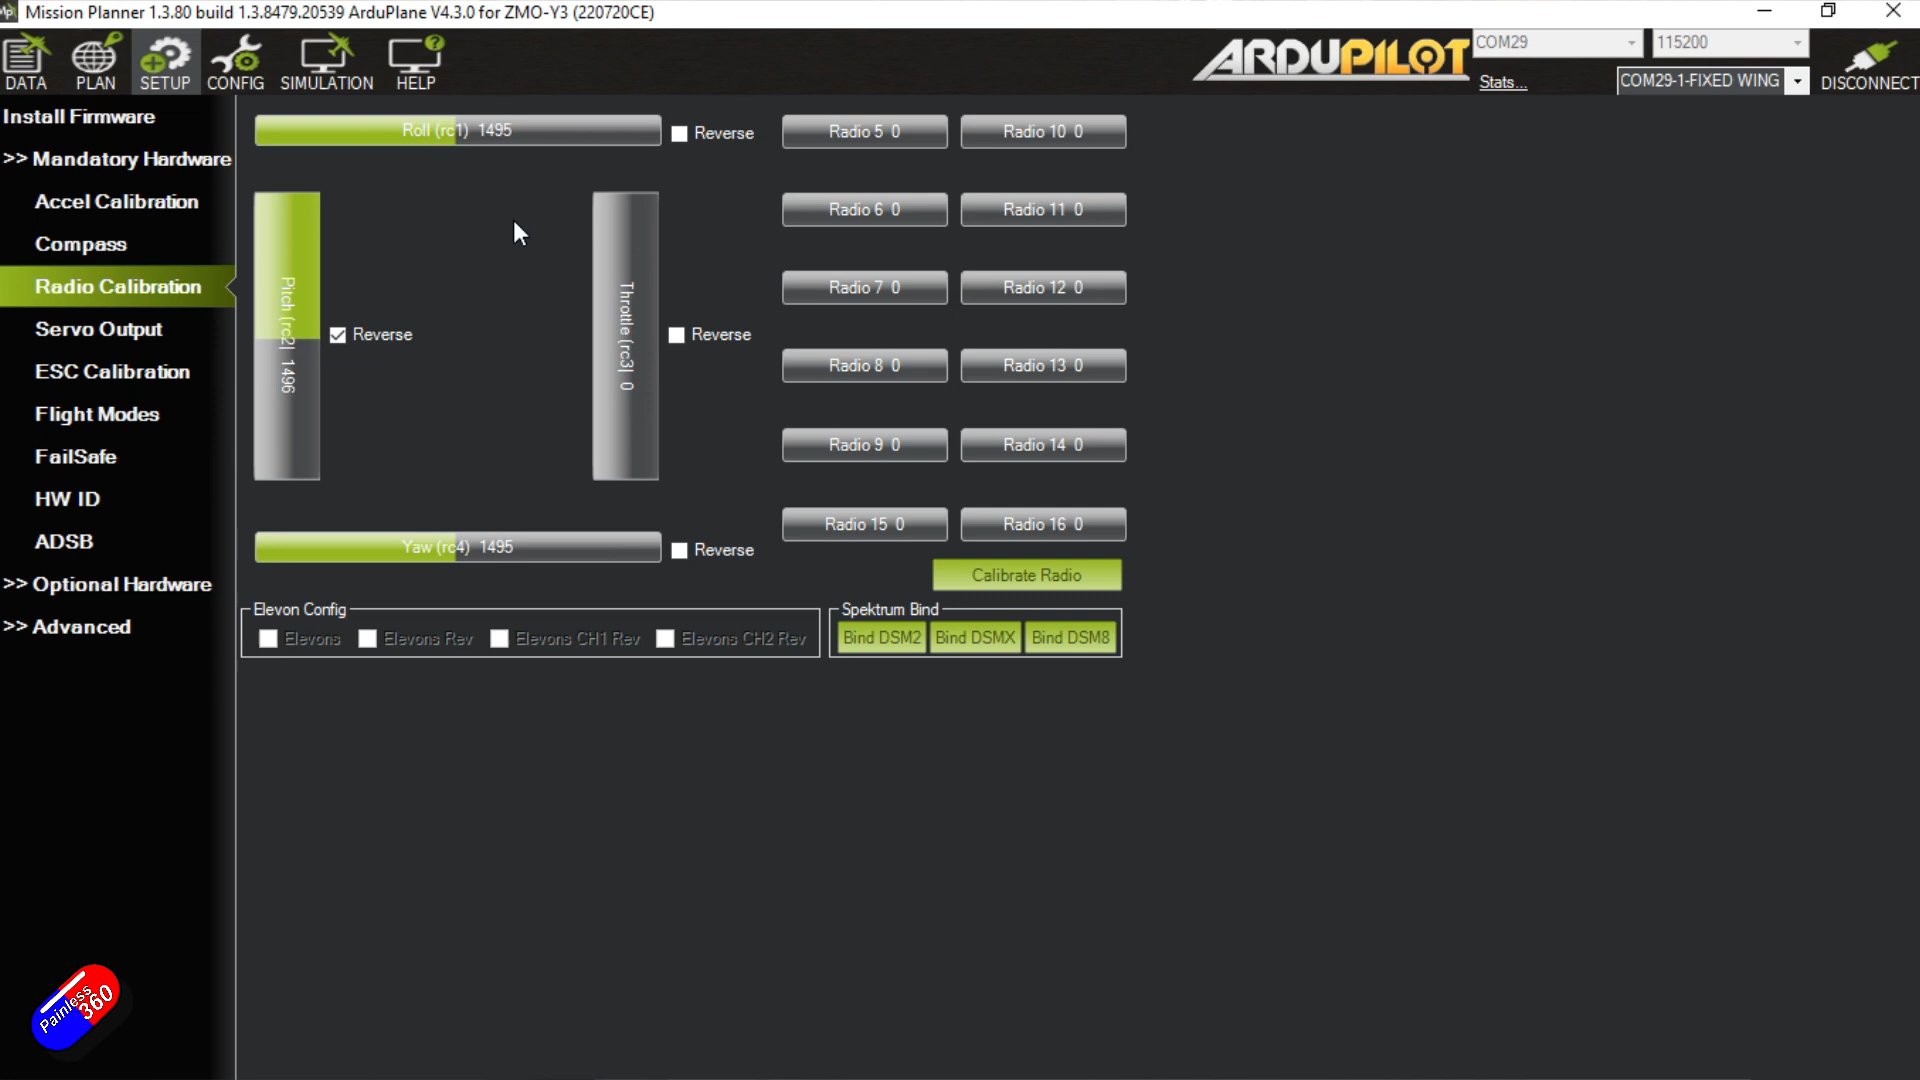 Mission Planner 1.3.80 build 1.3.8479.20539 ArduPlane V4.3.0 for ZMO-Y3 (220720CE)
DATA
PLAN
SETUP
CONFIG
SIMULATION
HELP
ARDUPILOT
COM29
115200
Stats...
COM29-1-FIXED WING
DISCONNECT
Install Firmware
>> Mandatory Hardware
Accel Calibration
Compass
Radio Calibration
Servo Output
ESC Calibration
Flight Modes
FailSafe
HW ID
ADSB
>> Optional Hardware
>> Advanced
Roll (rc1) 1495
Reverse
Pitch (rc2| 1496
Reverse
Throttle (rc3| 0
Reverse
Yaw (rc4) 1495
Reverse
Radio 5 0
Radio 10 0
Radio 6 0
Radio 11 0
Radio 7 0
Radio 12 0
Radio 8 0
Radio 13 0
Radio 9 0
Radio 14 0
Radio 15 0
Radio 16 0
Calibrate Radio
Elevon Config
Elevons
Elevons Rev
Elevons CH1 Rev
Elevons CH2 Rev
Spektrum Bind
Bind DSM2
Bind DSMX
Bind DSM8
Painless
360